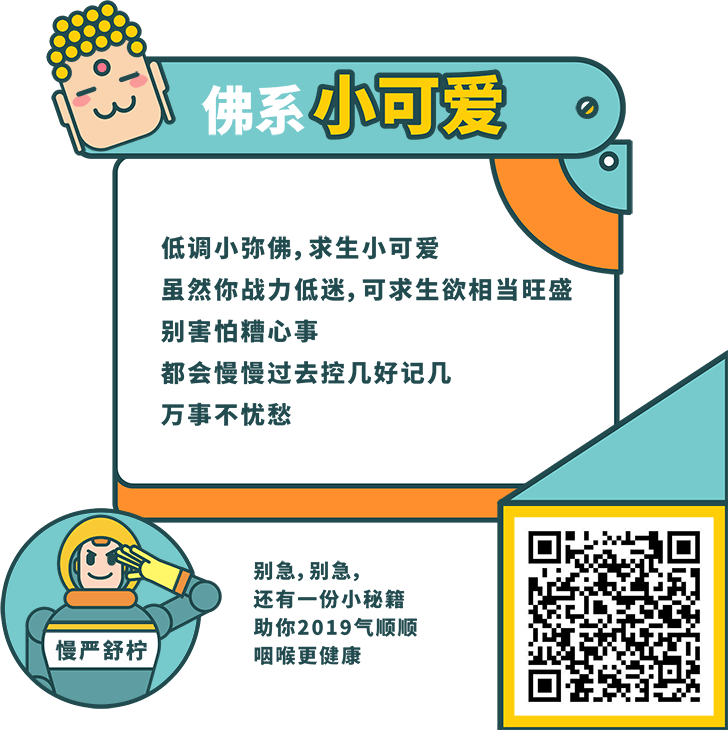 佛系小可爱
低调小弥佛，求生小可爱
虽然你战力低迷，可求生欲相当旺盛
别害怕糟心事
都会慢慢过去控几好记几
万事不忧愁
别急，别急，
还有一份小秘籍
助你2019气顺顺
咽喉更健康
慢严舒柠